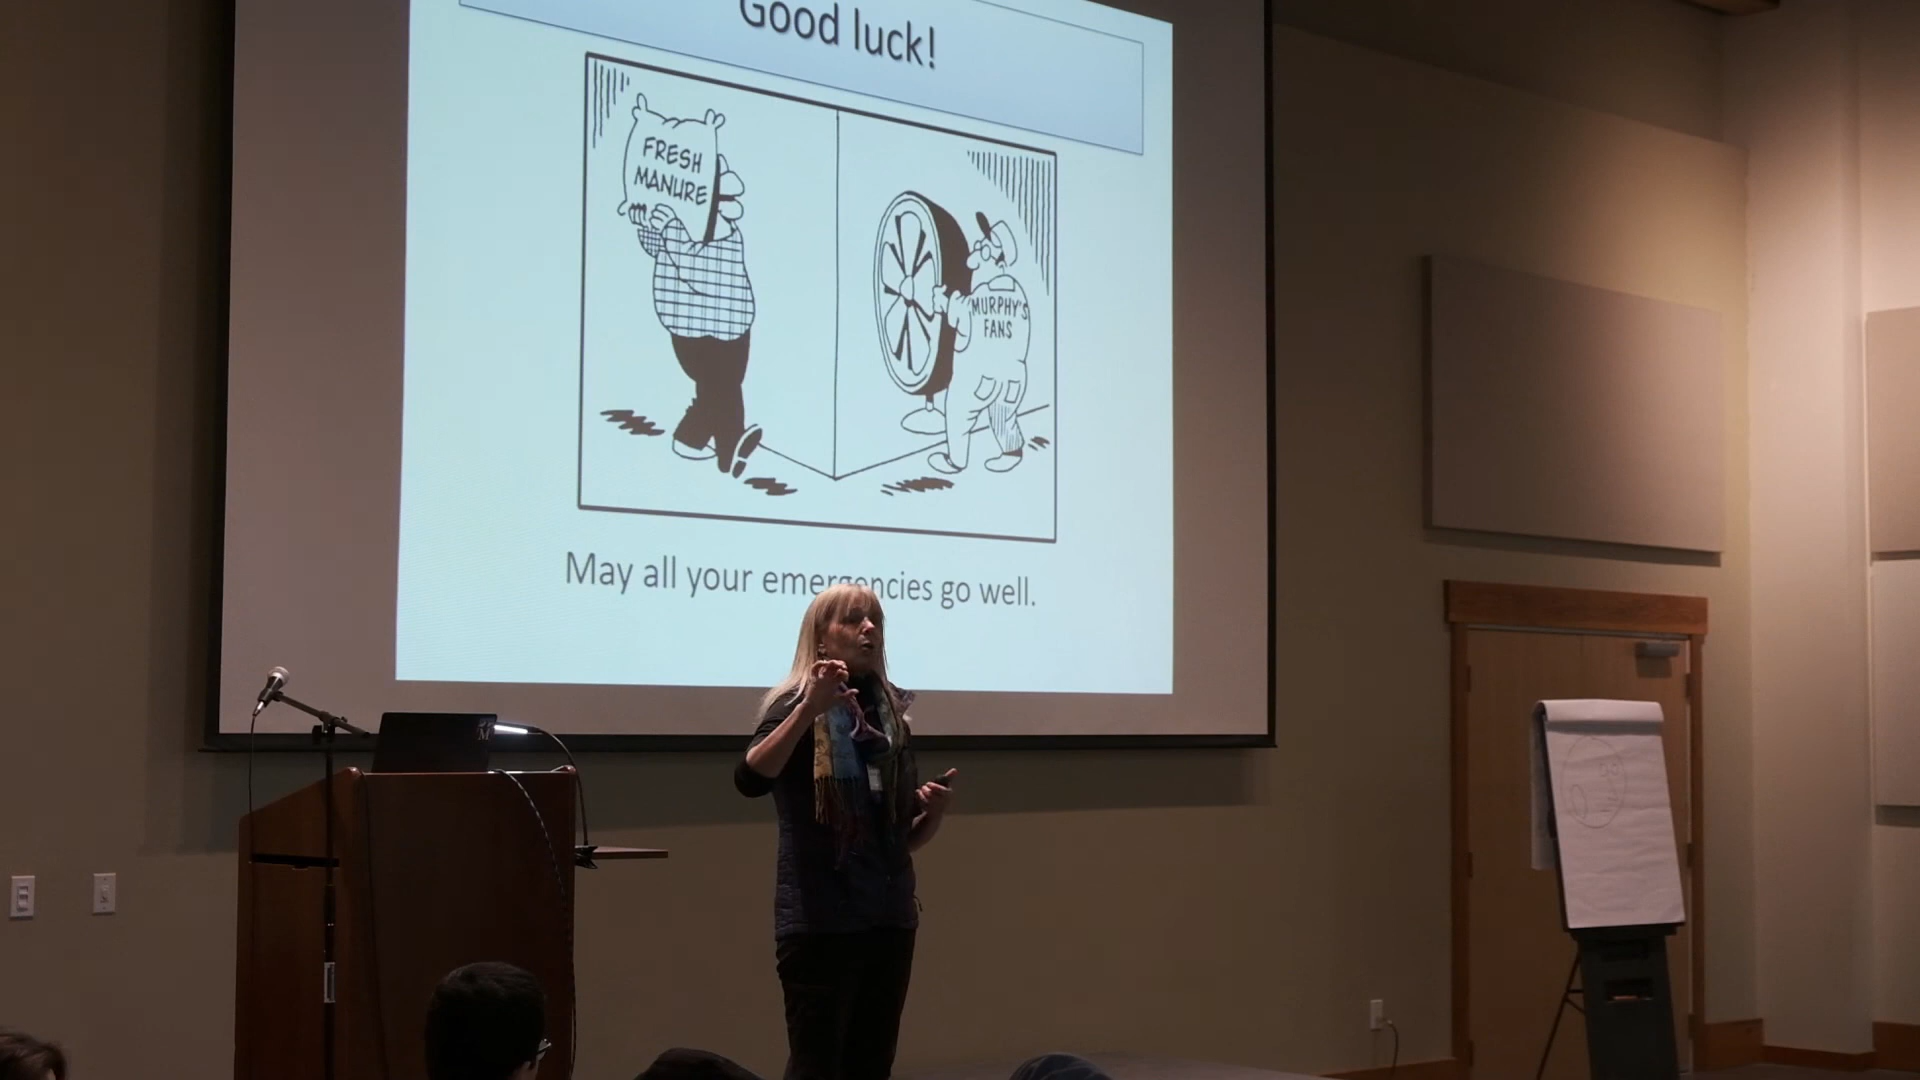 Good luck!
FRESH
MANURE
MURPHY'S
FANS
May all your emergencies go well.
M